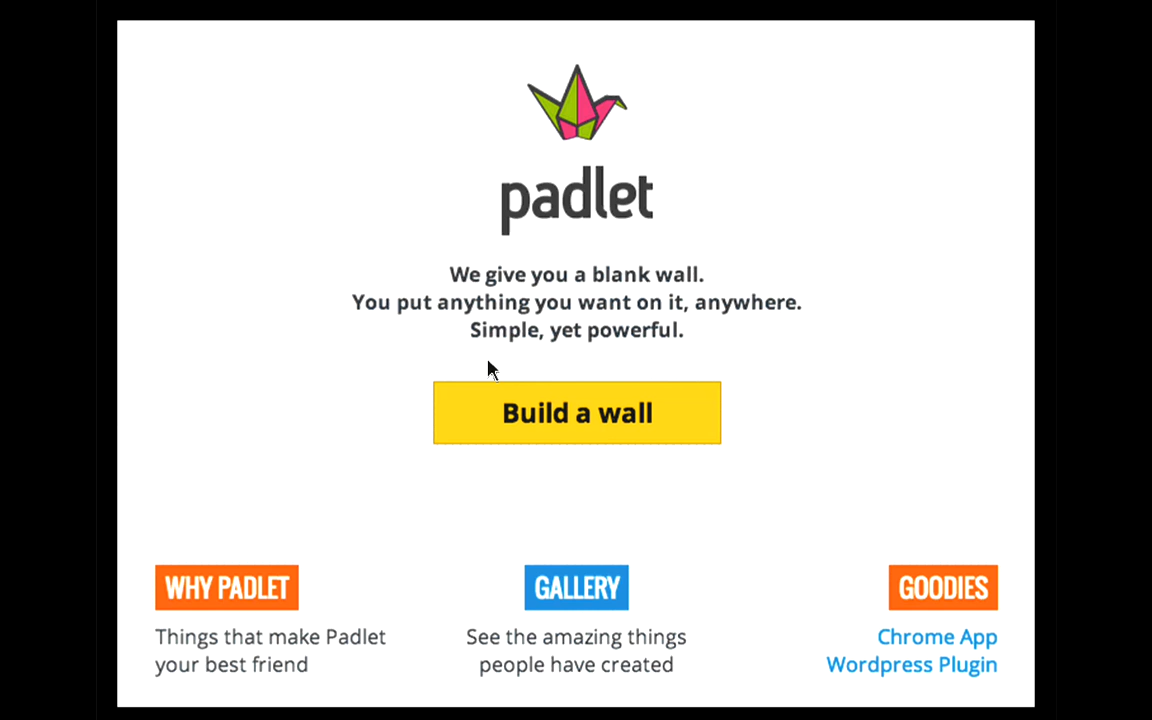 padlet
We give you a blank wall.
You put anything you want on it, anywhere.
Simple, yet powerful.
Build a wall
WHY PADLET
Things that make Padlet
your best friend
GALLERY
See the amazing things
people have created
GOODIES
Chrome App
Wordpress Plugin